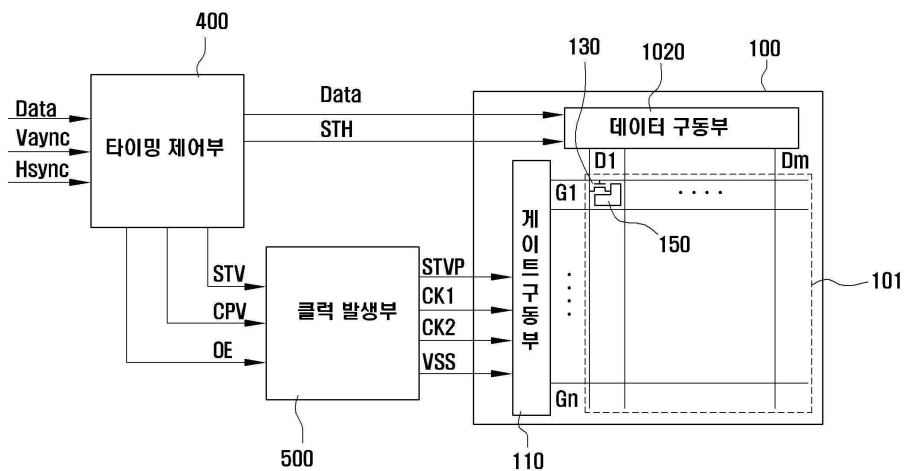 400
130
1020
100
Data
Vaync
Hsync
타이밍 제어부
Data
STH
데이터 구동부
D1
Dm
G1
. . . .
150
101
게이트구동부
STV
CPV
OE
클럭 발생부
STVP
CK1
CK2
VSS
Gn
500
110